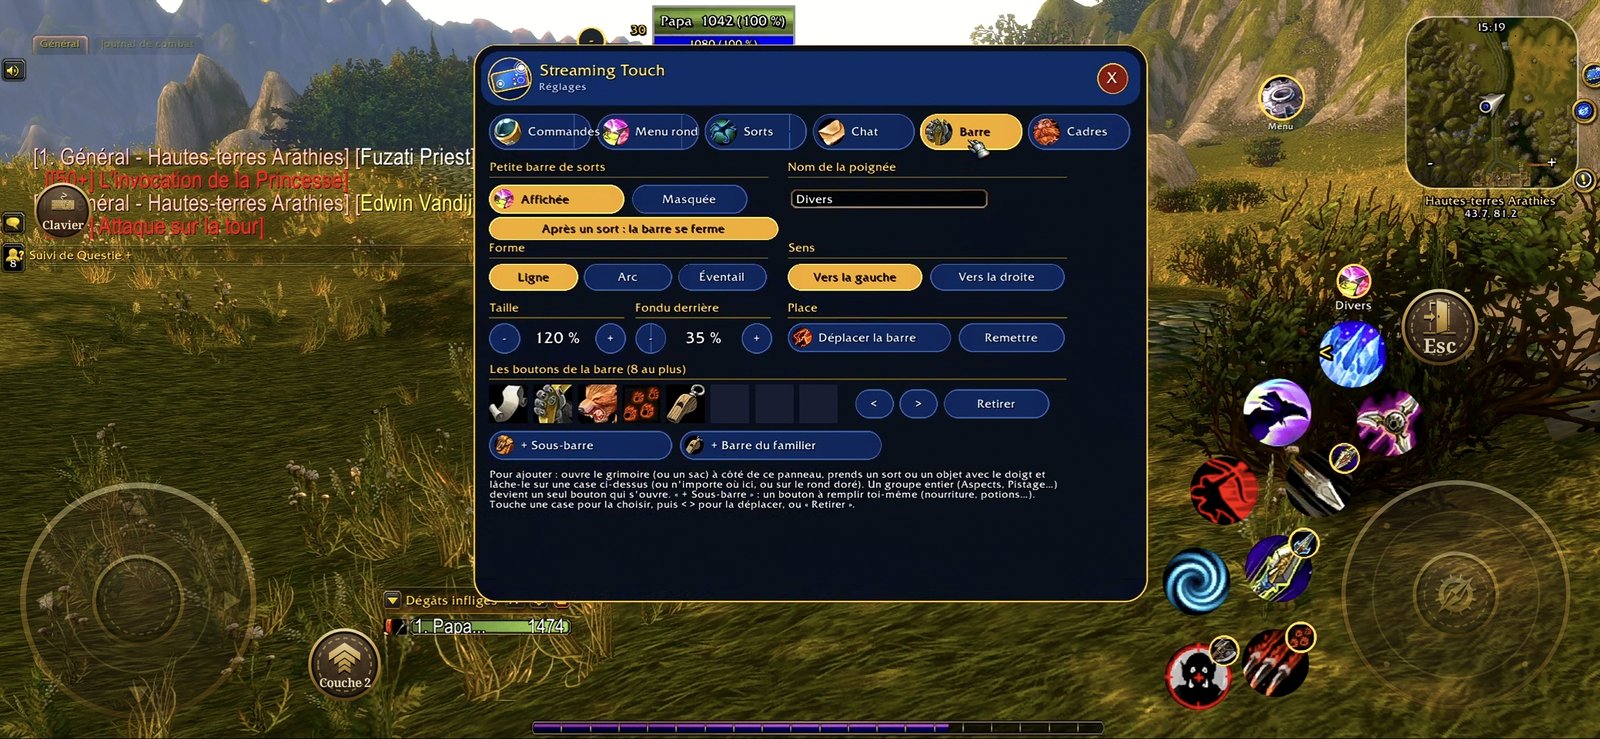 Papa 1042 (100 %)
30
1080 (100 %)
Général
Journal de combat
15:19
Streaming Touch
Réglages
X
Menu
Commandes
Menu rond
Sorts
Chat
Barre
Cadres
[1. Général - Hautes-terres Arathies] [Fuzati Priest]
[[50+] L'invocation de la Princesse]
néral - Hautes-terres Arathies] [Edwin Vandij
Attaque sur la tour]
Clavier
Suivi de Questie +
8
Petite barre de sorts
Nom de la poignée
Affichée
Masquée
Divers
Après un sort : la barre se ferme
Hautes-terres Arathies
43.7, 81.2
Forme
Sens
Ligne
Arc
Éventail
Vers la gauche
Vers la droite
Divers
Taille
Fondu derrière
Place
- 120 % +
- 35 % +
Déplacer la barre
Remettre
Esc
<
Les boutons de la barre (8 au plus)
<
>
Retirer
+ Sous-barre
+ Barre du familier
Pour ajouter : ouvre le grimoire (ou un sac) à côté de ce panneau, prends un sort ou un objet avec le doigt et
lâche-le sur une case ci-dessus (ou n'importe où ici, ou sur le rond doré). Un groupe entier (Aspects, Pistage...)
devient un seul bouton qui s'ouvre. « + Sous-barre » : un bouton à remplir toi-même (nourriture, potions...).
Touche une case pour la choisir, puis < > pour la déplacer, ou « Retirer ».
Dégâts infligés
1. Papa... 1474
Couche 2